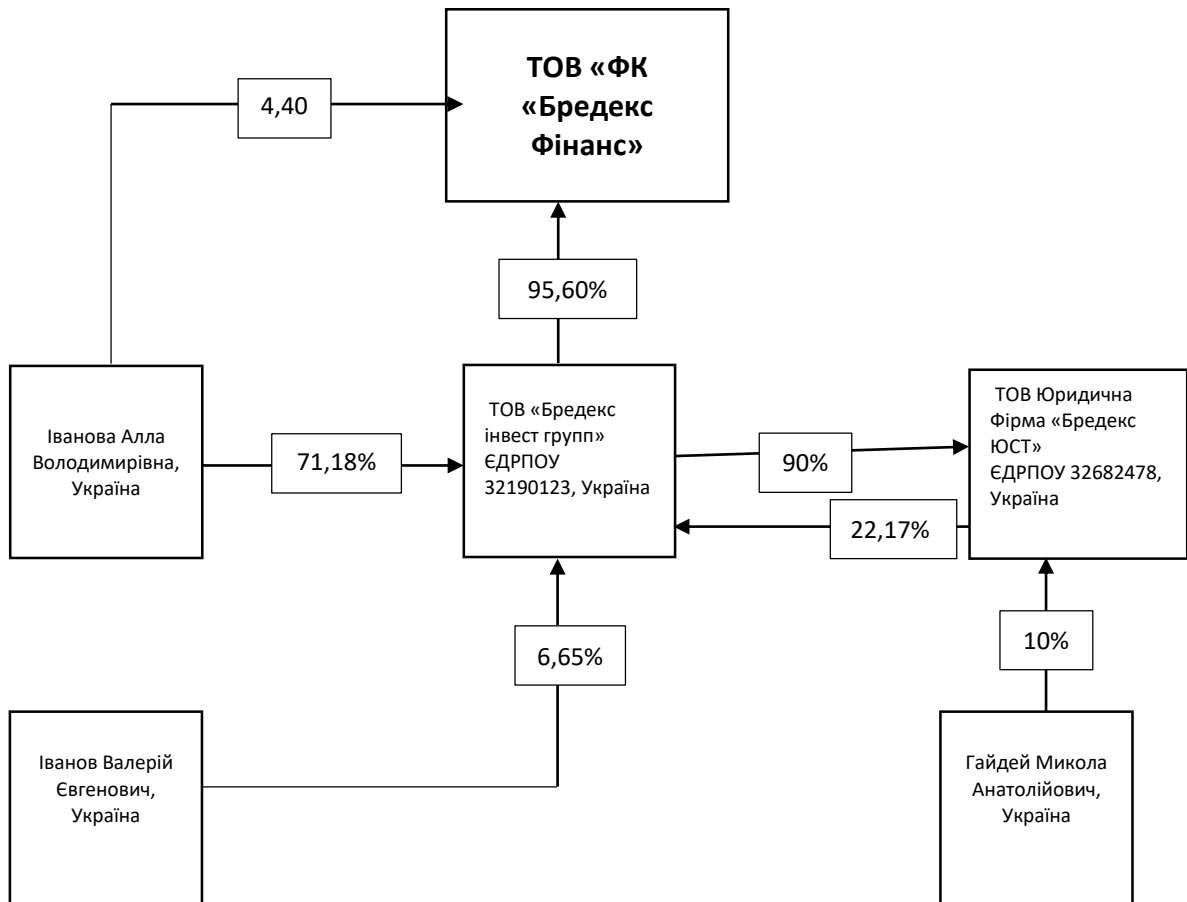 ТОВ «ФК
«Бредекс
Фінанс»
4,40
95,60%
Іванова Алла
Володимирівна,
Україна
71,18%
ТОВ «Бредекс
інвест групп»
ЄДРПОУ
32190123, Україна
90%
22,17%
ТОВ Юридична
Фірма «Бредекс
ЮСТ»
ЄДРПОУ 32682478,
Україна
6,65%
10%
Іванов Валерій
Євгенович,
Україна
Гайдей Микола
Анатолійович,
Україна